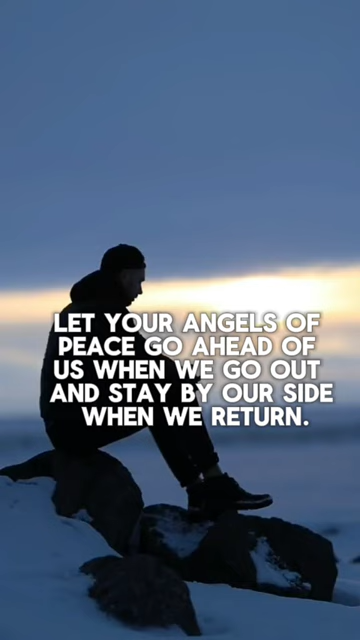 LET YOUR ANGELS OF
PEACE GO AHEAD OF
US WHEN WE GO OUT
AND STAY BY OUR SIDE
WHEN WE RETURN.